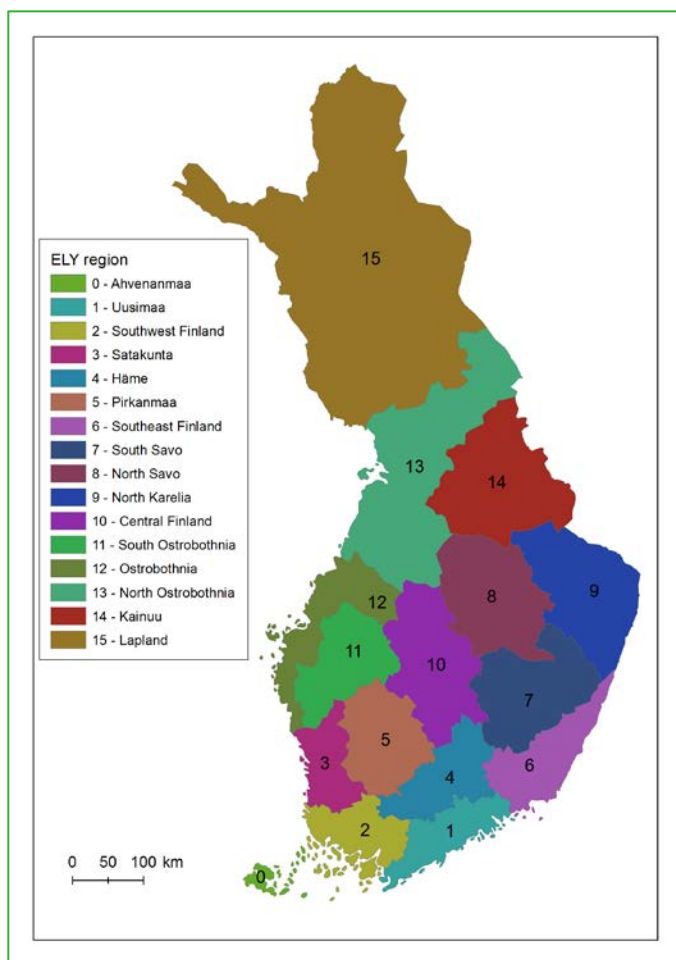 15
ELY region
0 - Ahvenanmaa
1 - Uusimaa
2 - Southwest Finland
3 - Satakunta
4 - Häme
5 - Pirkanmaa
6 - Southeast Finland
7 - South Savo
8 - North Savo
9 - North Karelia
10 - Central Finland
11 - South Ostrobothnia
12 - Ostrobothnia
13 - North Ostrobothnia
14 - Kainuu
15 - Lapland
13
14
12
8
9
11
10
7
5
3
6
4
2
1
0
0 50 100 km